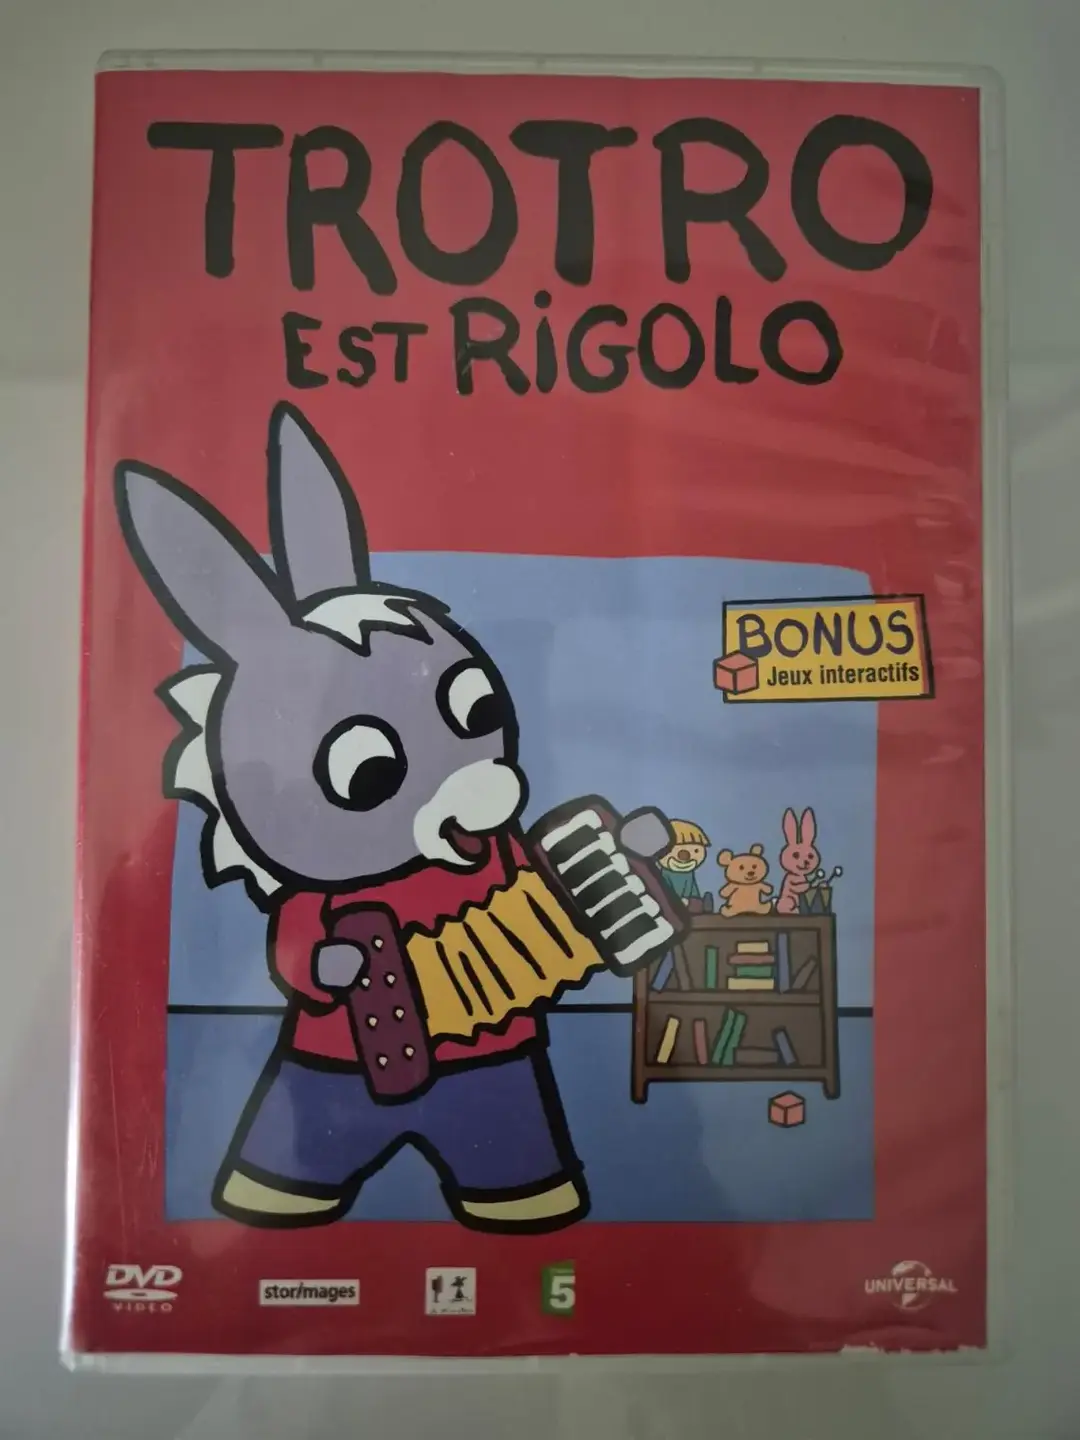 TROTRO
EST RiGOLO
BONUS
Jeux interactifs
DVD
VIDEO
stor/mages
5
UNIVERSAL